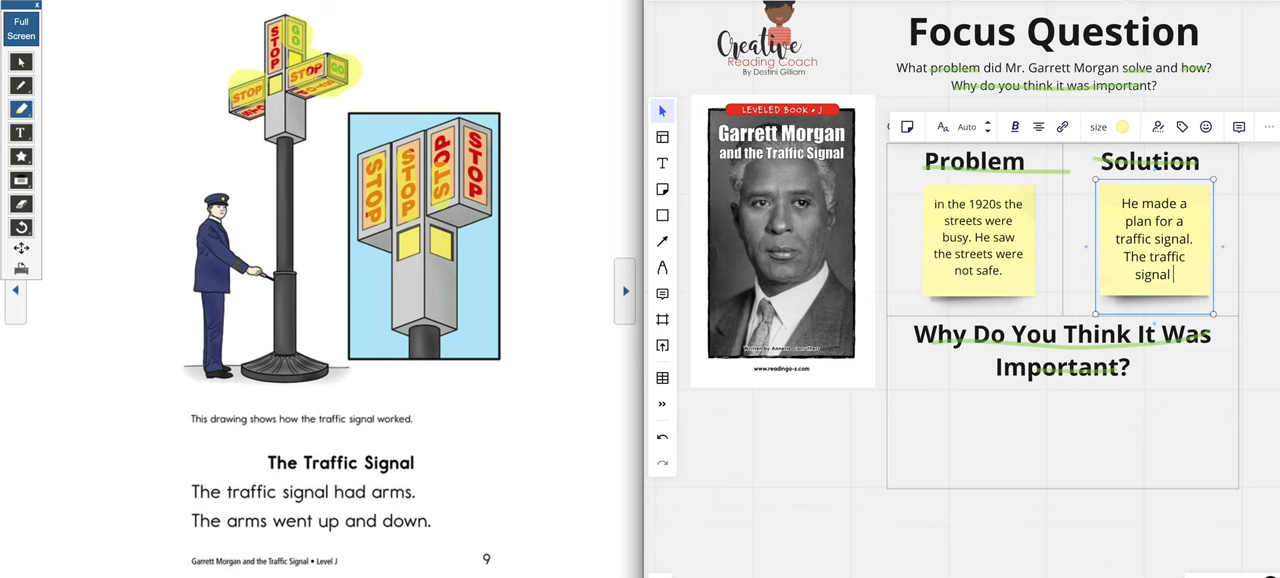 x
Full
Screen
STOP
GO
STOP
GO
STOP
STOP
STOP
STOP
STOP
This drawing shows how the traffic signal worked.
The Traffic Signal
The traffic signal had arms.
The arms went up and down.
Garrett Morgan and the Traffic Signal • Level J
9
Creative
Reading Coach
By Destini Gilliam
LEVELED BOOK • J
Garrett Morgan
and the Traffic Signal
Written by Annette Carruthers
www.readinga-z.com
Focus Question
What problem did Mr. Garrett Morgan solve and how?
Why do you think it was important?
Auto
B
size
Problem
Solution
in the 1920s the
streets were
busy. He saw
the streets were
not safe.
He made a
plan for a
traffic signal.
The traffic
signal
Why Do You Think It Was
Important?